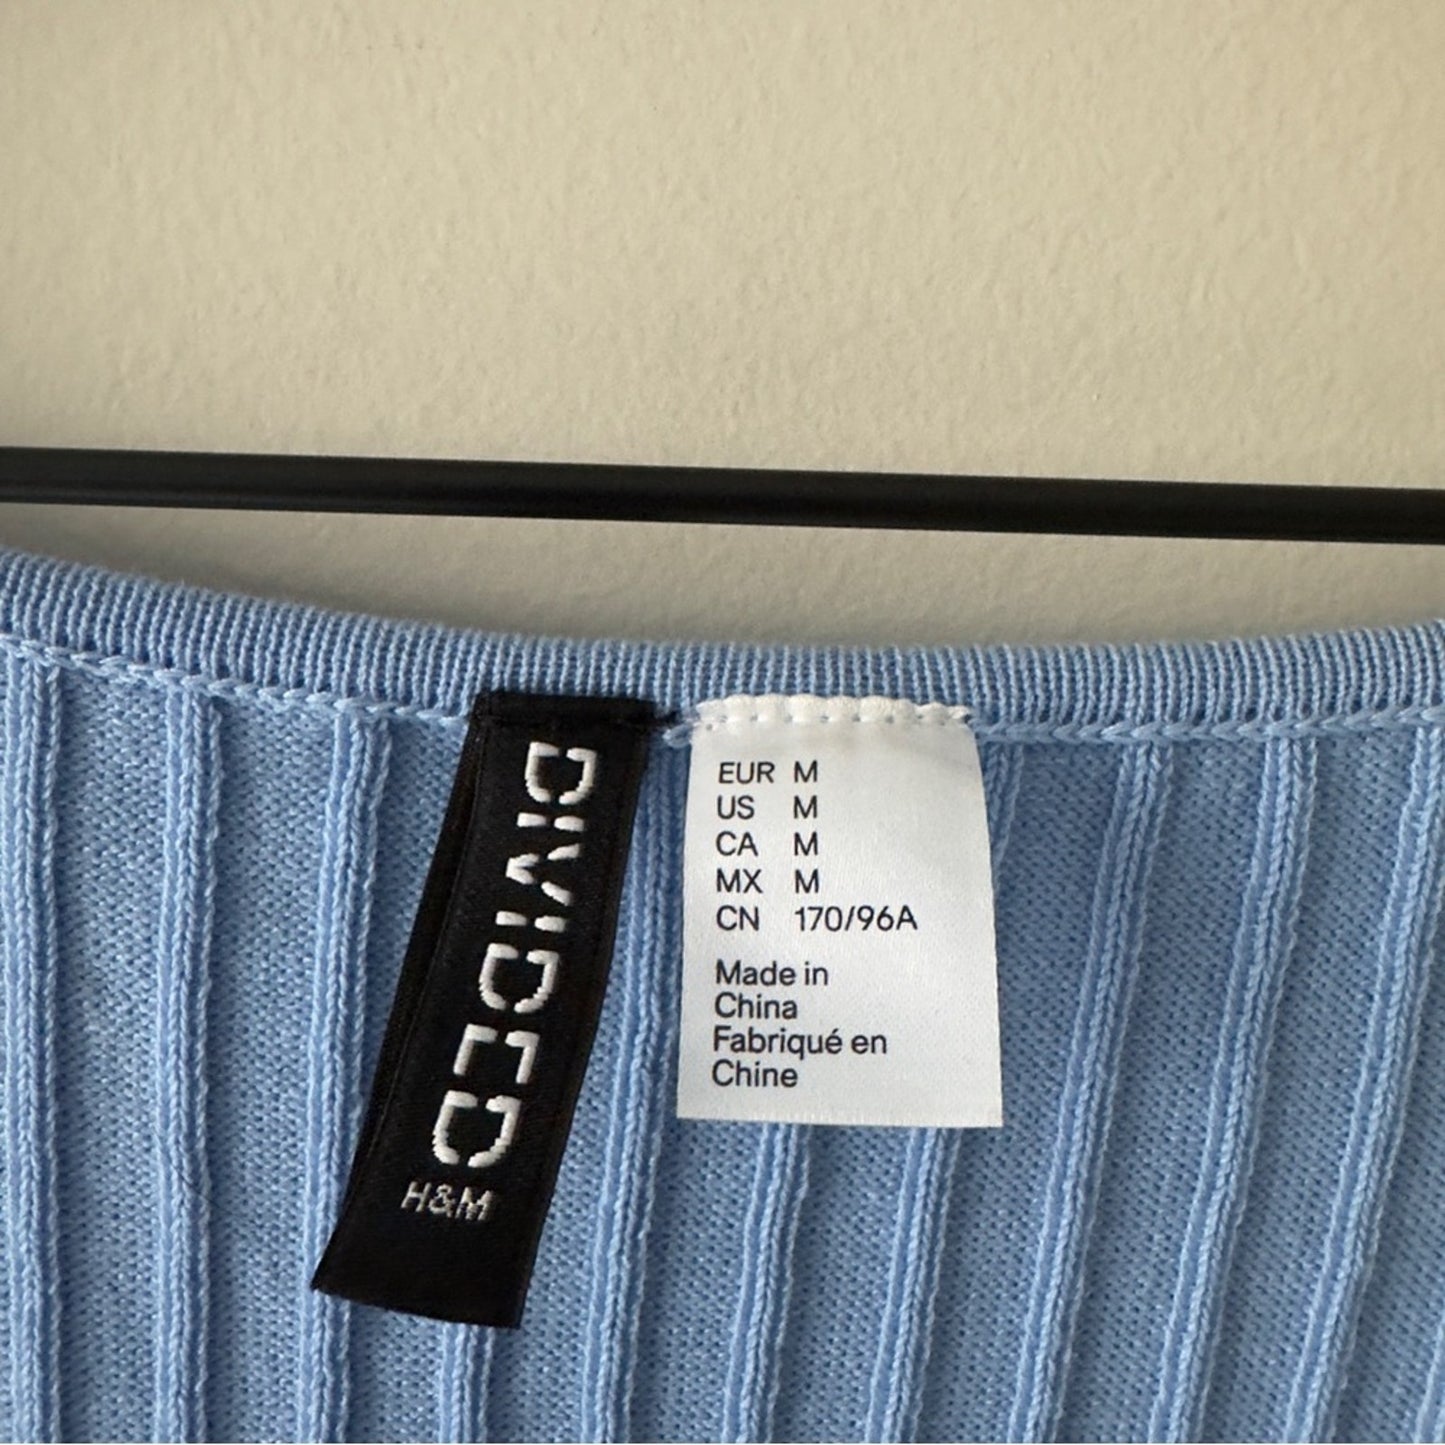 DIVIDED
H&M
EUR M
US M
CA M
MX M
CN 170/96A
Made in
China
Fabriqué en
Chine